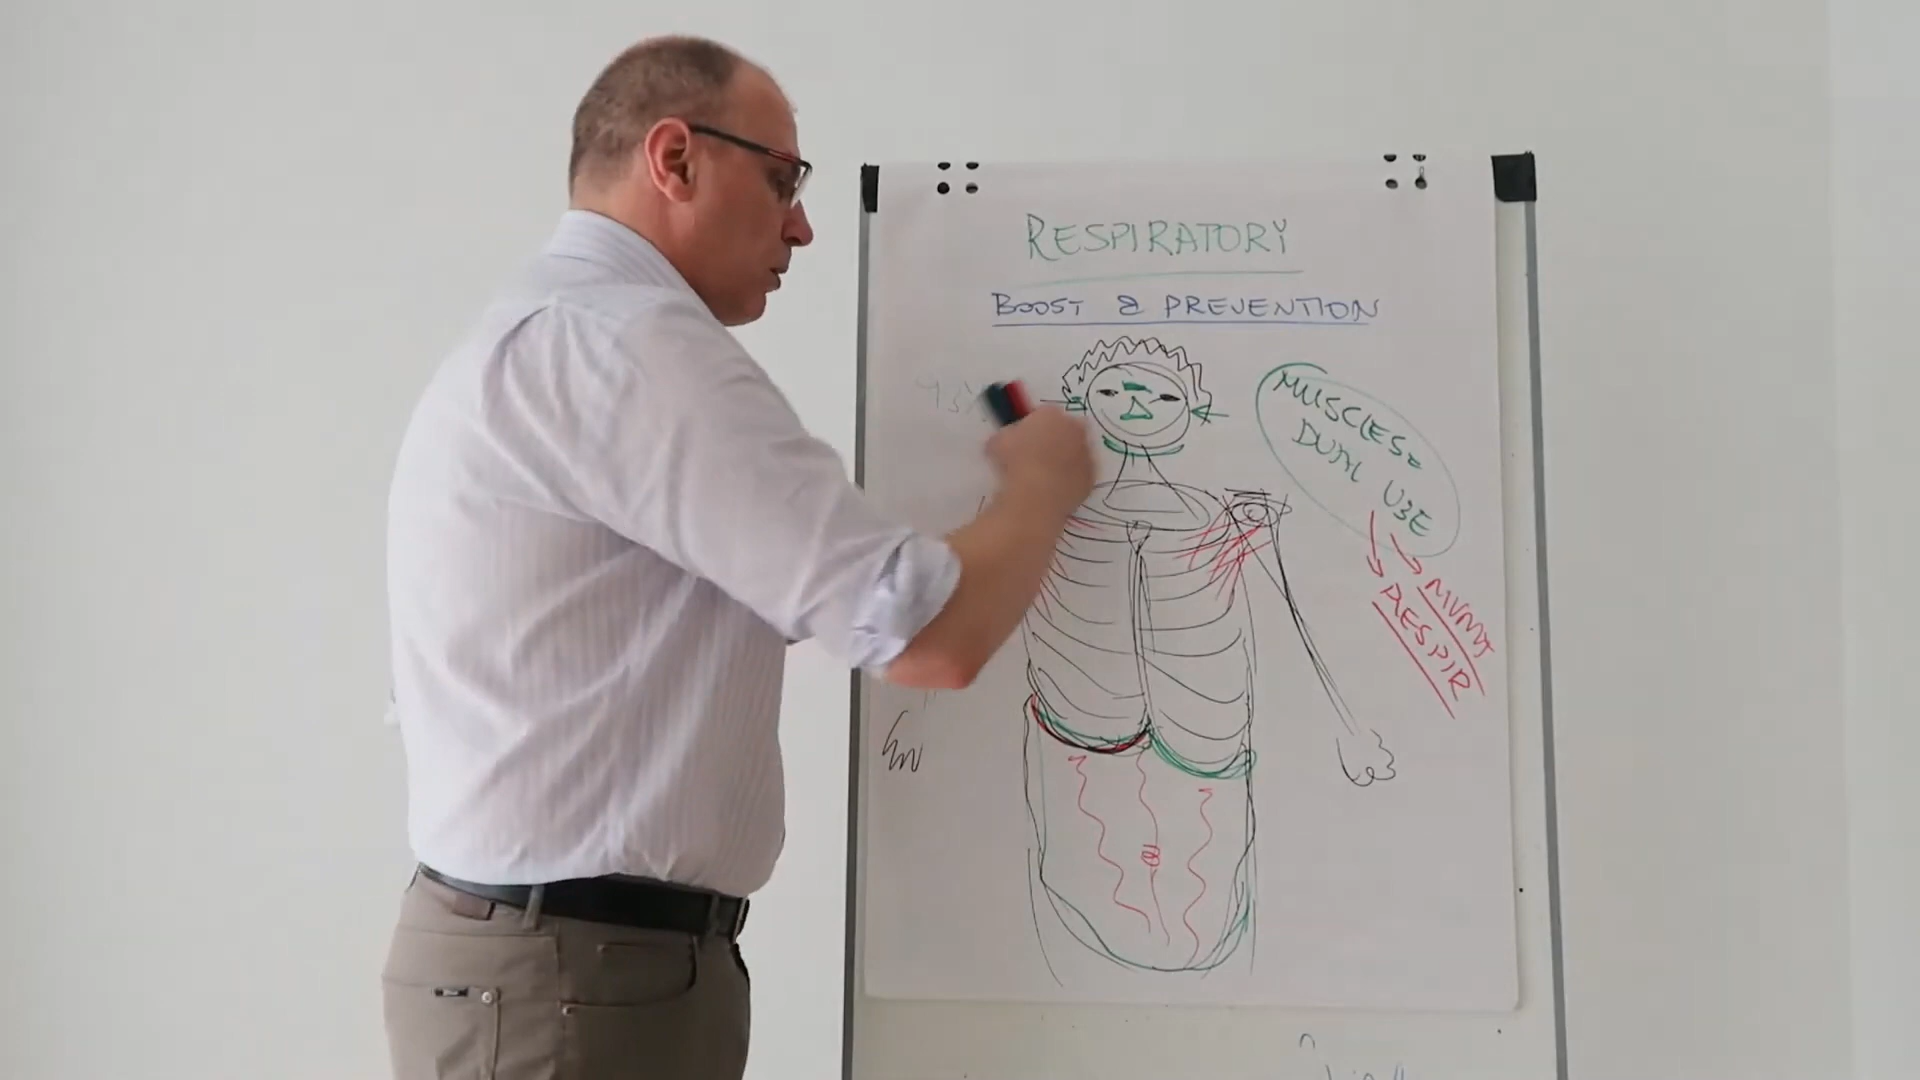 RESPIRATORY
BOOST & PREVENTION
MUSCLES =
DUAL USE
MVMT
RESPIR